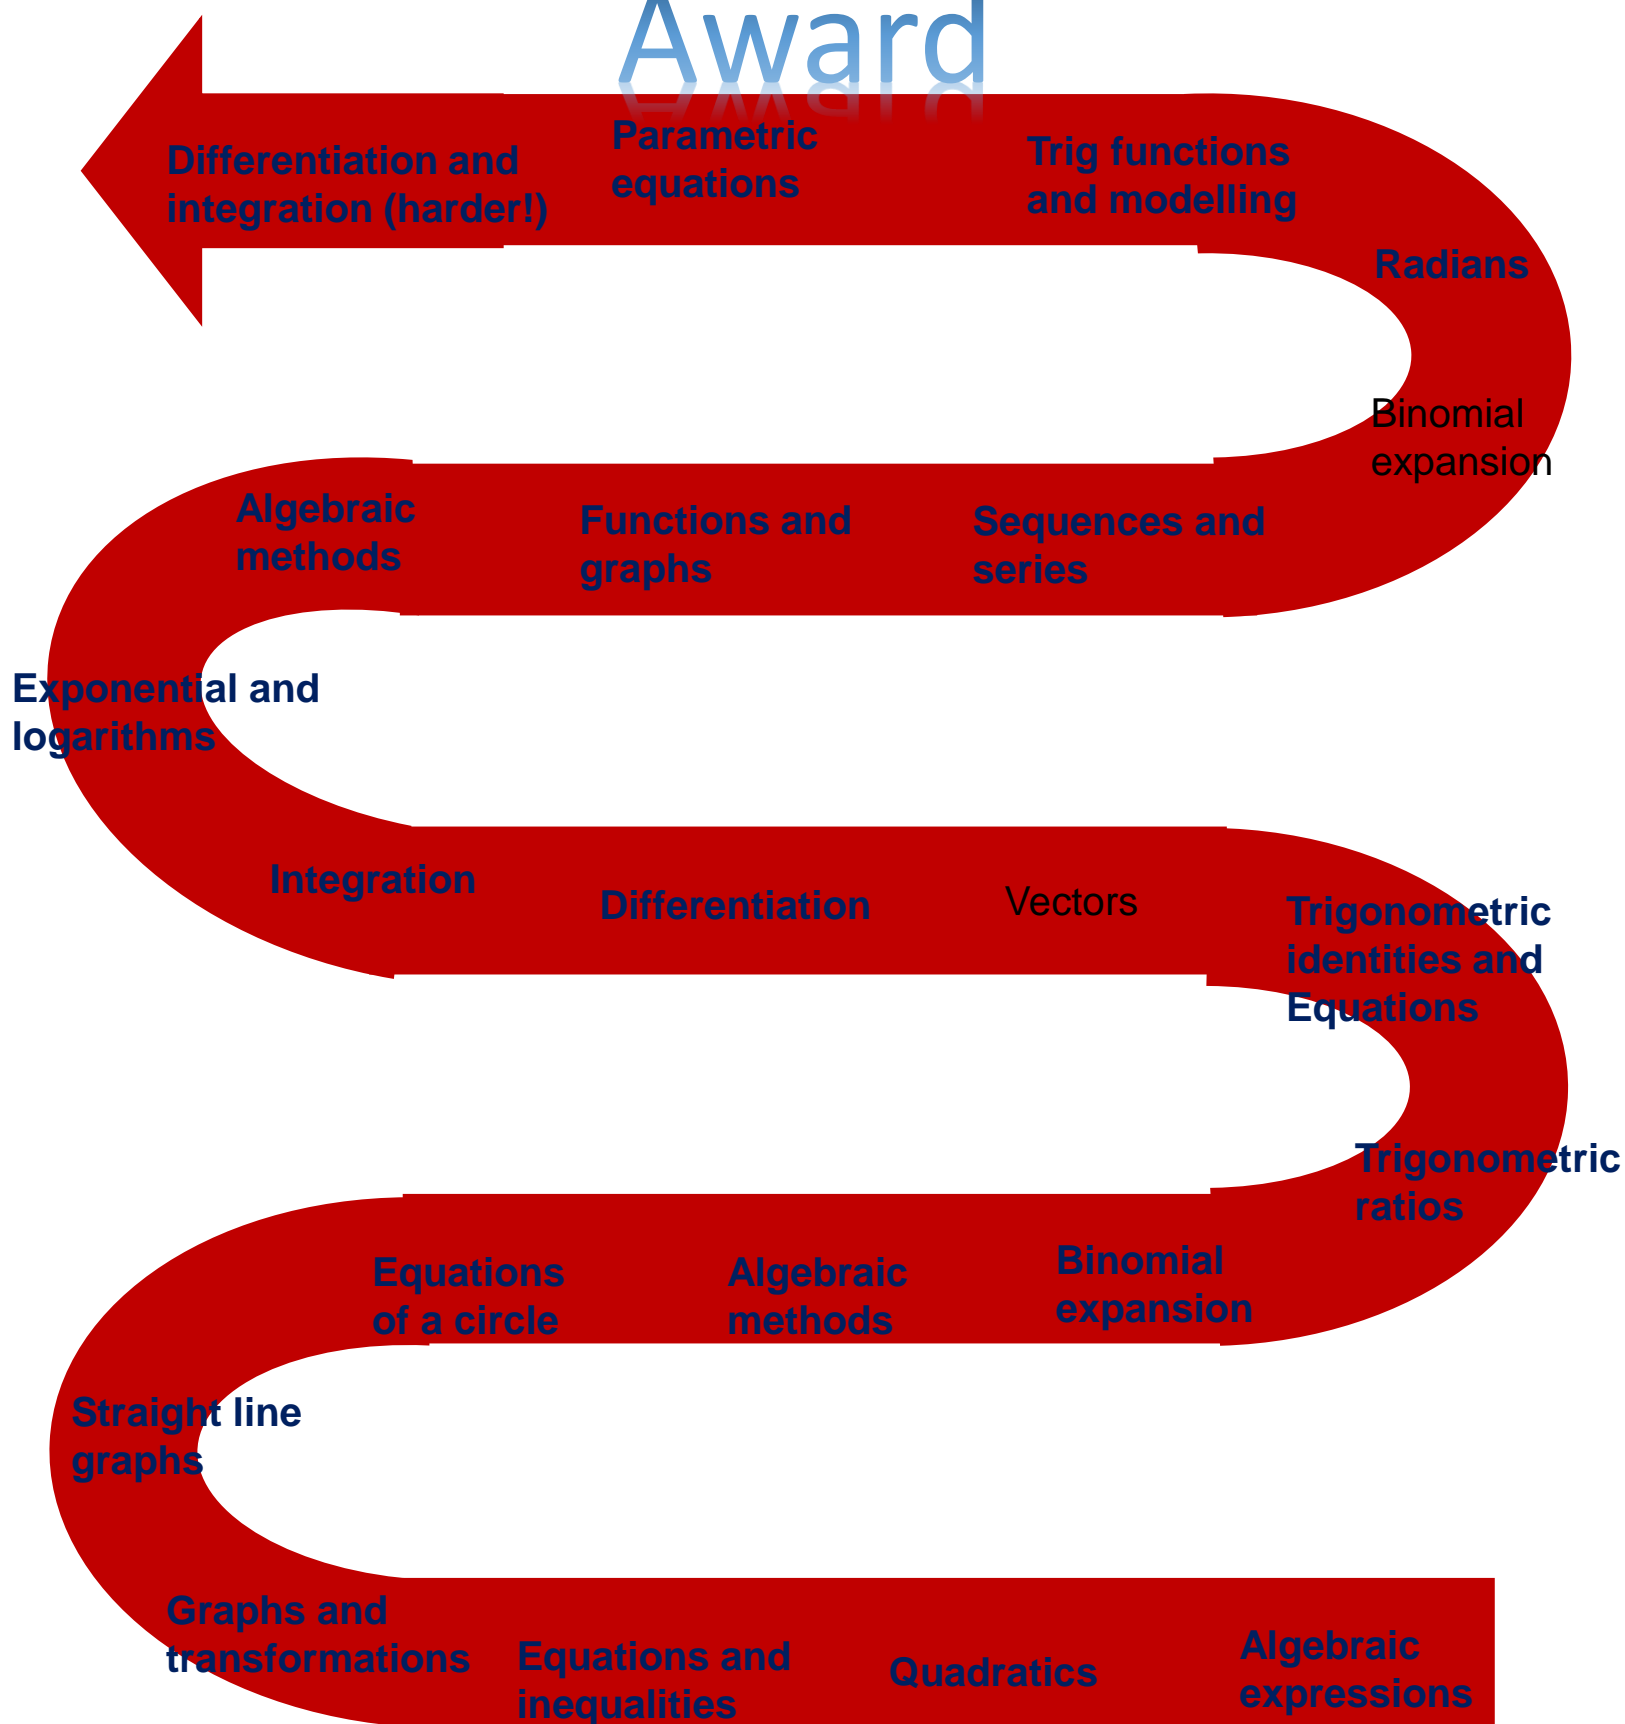 Award
Differentiation and
integration (harder!)
Parametric
equations
Trig functions
and modelling
Radians
Binomial
expansion
Algebraic
methods
Functions and
graphs
Sequences and
series
Exponential and
logarithms
Integration
Differentiation
Vectors
Trigonometric
identities and
Equations
Trigonometric
ratios
Equations
of a circle
Algebraic
methods
Binomial
expansion
Straight line
graphs
Graphs and
transformations
Equations and
inequalities
Quadratics
Algebraic
expressions